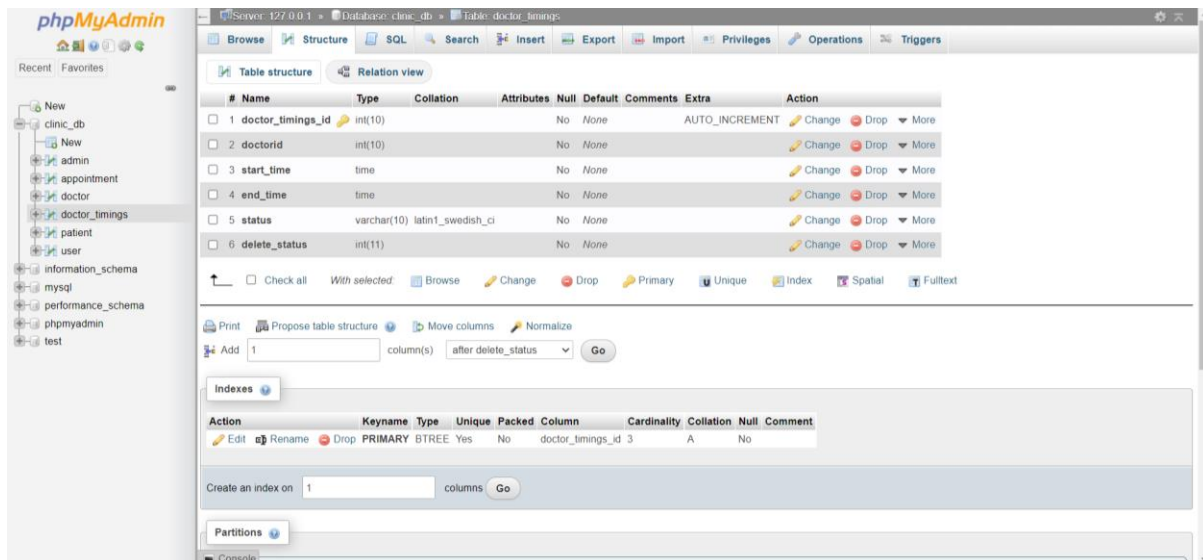 phpMyAdmin
Recent Favorites
New
clinic_db
New
admin
appointment
doctor
doctor_timings
patient
user
information_schema
mysql
performance_schema
phpmyadmin
test
Server: 127.0.0.1 » Database: clinic_db » Table: doctor_timings
Browse Structure SQL Search Insert Export Import Privileges Operations Triggers
Table structure Relation view
# Name Type Collation Attributes Null Default Comments Extra Action
1 doctor_timings_id int(10) No None AUTO_INCREMENT Change Drop More
2 doctorid int(10) No None Change Drop More
3 start_time time No None Change Drop More
4 end_time time No None Change Drop More
5 status varchar(10) latin1_swedish_ci No None Change Drop More
6 delete_status int(11) No None Change Drop More
Check all With selected: Browse Change Drop Primary Unique Index Spatial Fulltext
Print Propose table structure Move columns Normalize
Add 1 column(s) after delete_status Go
Indexes
Action Keyname Type Unique Packed Column Cardinality Collation Null Comment
Edit Rename Drop PRIMARY BTREE Yes No doctor_timings_id 3 A No
Create an index on 1 columns Go
Partitions
Console